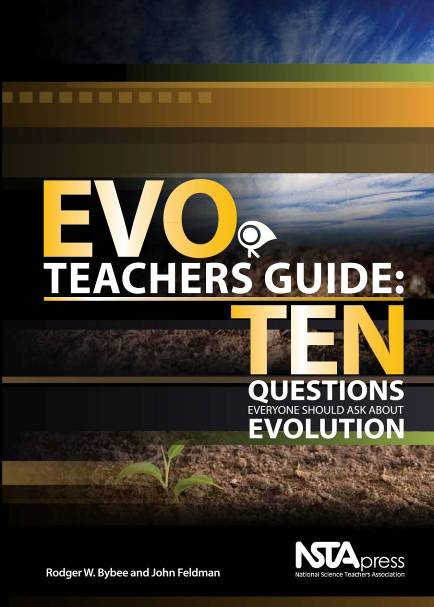 EVO
TEACHERS GUIDE:
TEN
QUESTIONS
EVERYONE SHOULD ASK ABOUT
EVOLUTION
Rodger W. Bybee and John Feldman
NSTApress
National Science Teachers Association